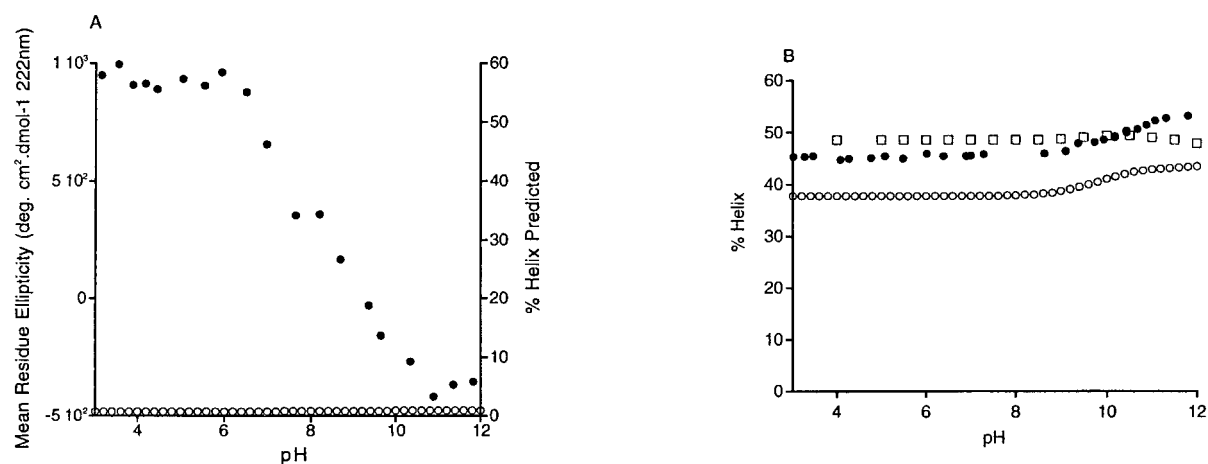 A
Mean Residue Ellipticity (deg. cm².dmol-1 222nm)
1 10³
5 10²
0
-5 10²
60
50
40
30
20
10
0
% Helix Predicted
4 6 8 10 12
pH
B
% Helix
60
50
40
30
20
10
0
4 6 8 10 12
pH